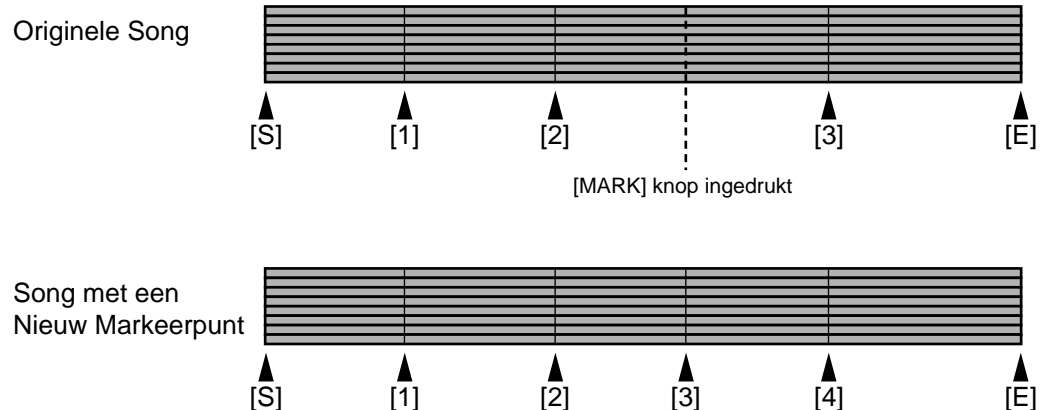 Originele Song
[S] [1] [2] [3] [E]
[MARK] knop ingedrukt
Song met een
Nieuw Markeerpunt
[S] [1] [2] [3] [4] [E]